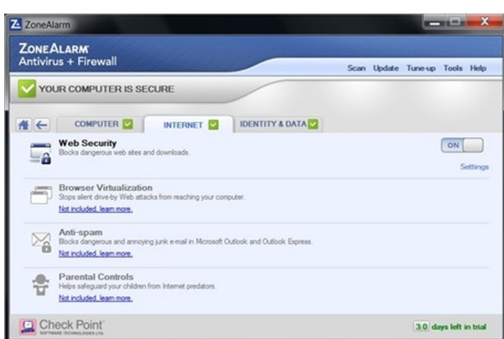 ZoneAlarm
ZONEALARM
Antivirus + Firewall
Scan Update Tune-up Tools Help
YOUR COMPUTER IS SECURE
COMPUTER INTERNET IDENTITY & DATA
Web Security
Blocks dangerous web sites and downloads.
ON
Settings
Browser Virtualization
Stops silent drive-by Web attacks from reaching your computer.
Not included, learn more.
Anti-spam
Blocks dangerous and annoying junk e-mail in Microsoft Outlook and Outlook Express.
Not included, learn more.
Parental Controls
Helps safeguard your children from Internet predators.
Not included, learn more.
Check Point
SOFTWARE TECHNOLOGIES LTD.
30 days left in trial